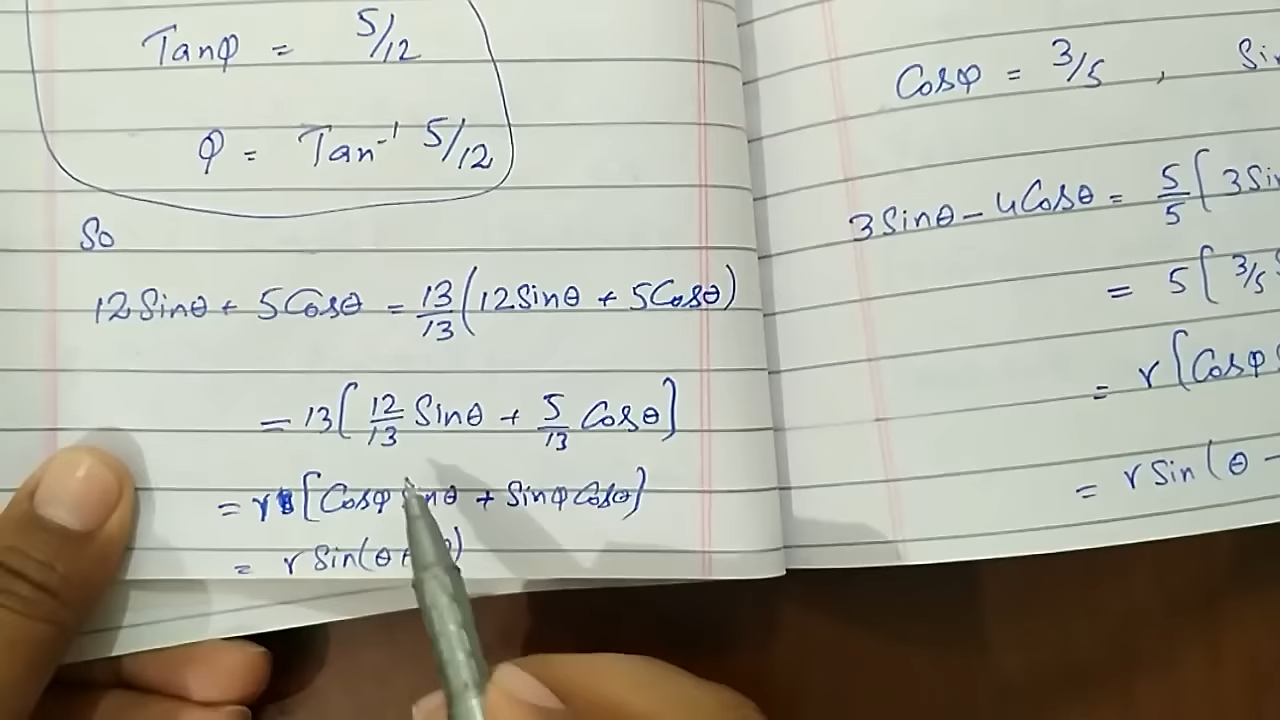 Tanφ = 5/12
φ = Tan⁻¹ 5/12
So
12Sinθ + 5Cosθ = 13/13 (12Sinθ + 5Cosθ)
= 13[12/13 Sinθ + 5/13 Cosθ]
= r[Cosφ Sinθ + Sinφ Cosθ]
= r Sin(θ +
Cosφ = 3/5 ,
3Sinθ - 4Cosθ = 5/5 [3Sin
= 5[3/5
= r[Cosφ
= r Sin(θ -